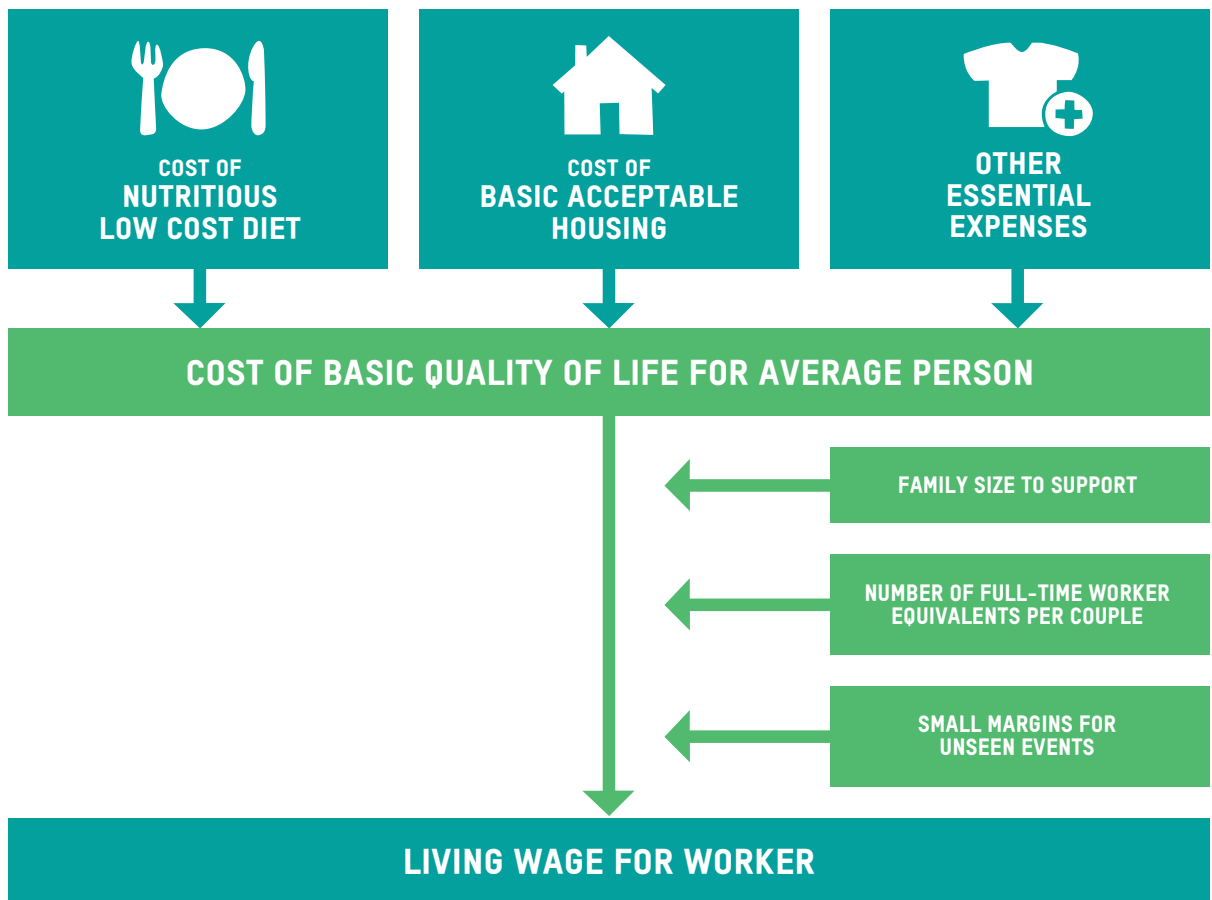 COST OF
NUTRITIOUS
LOW COST DIET
COST OF
BASIC ACCEPTABLE
HOUSING
OTHER
ESSENTIAL
EXPENSES
COST OF BASIC QUALITY OF LIFE FOR AVERAGE PERSON
FAMILY SIZE TO SUPPORT
NUMBER OF FULL-TIME WORKER
EQUIVALENTS PER COUPLE
SMALL MARGINS FOR
UNSEEN EVENTS
LIVING WAGE FOR WORKER